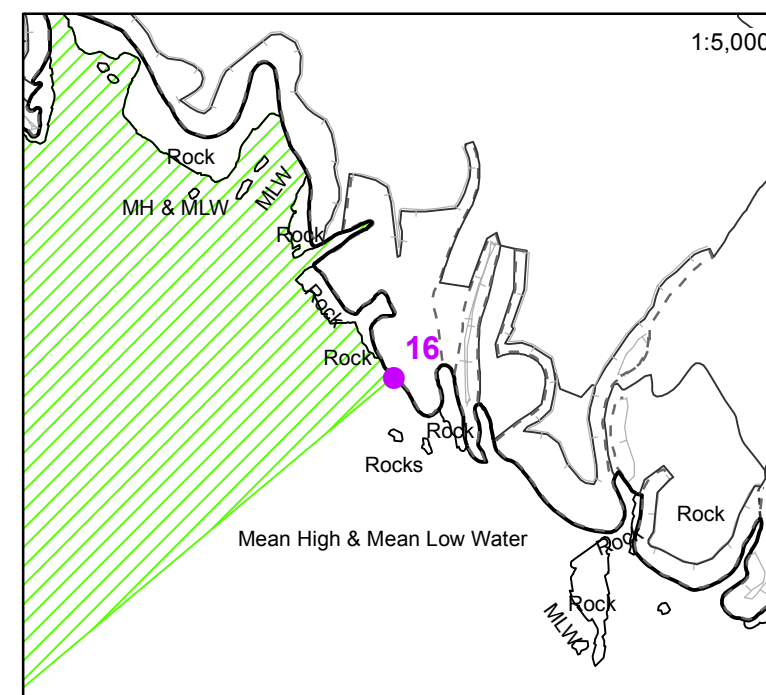 1:5,000
Rock
MH & MLW
MLW
Rock
Rock
Rock
16
Rock
Rocks
Mean High & Mean Low Water
Rock
Rock
Rock
MLW